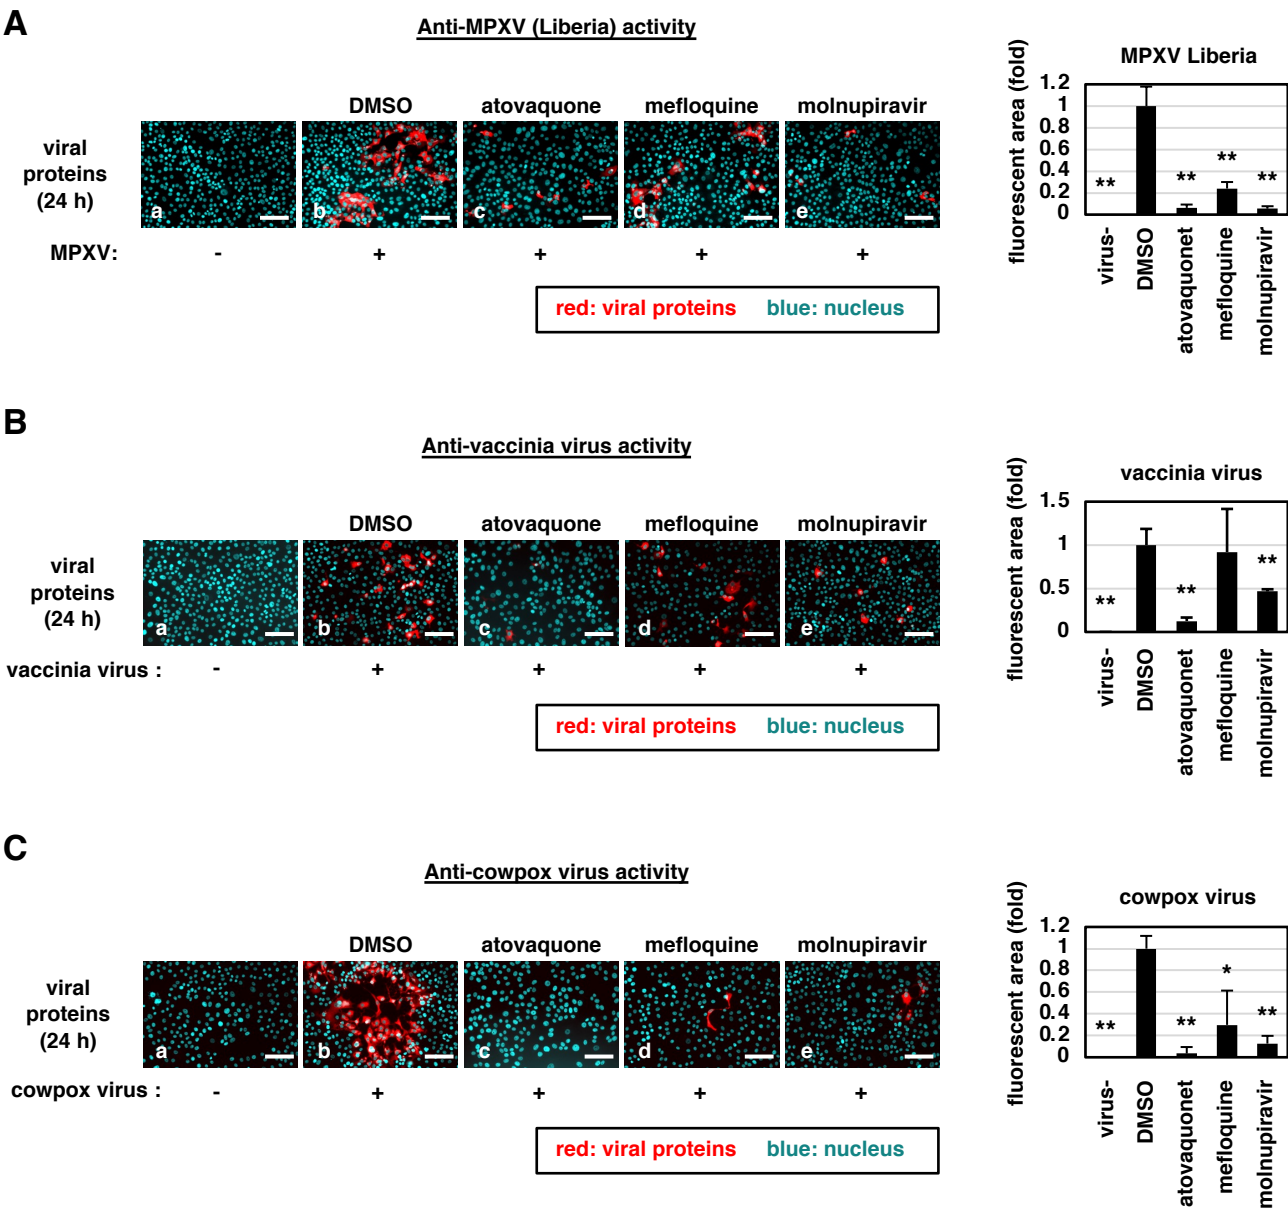 A
Anti-MPXV (Liberia) activity
DMSO atovaquone mefloquine molnupiravir
viral
proteins
(24 h)
a b c d e
MPXV: - + + + +
red: viral proteins blue: nucleus
MPXV Liberia
fluorescent area (fold)
1.2
1
0.8
0.6
0.4
0.2
0
** ** ** **
virus- DMSO atovaquonet mefloquine molnupiravir
B
Anti-vaccinia virus activity
DMSO atovaquone mefloquine molnupiravir
viral
proteins
(24 h)
a b c d e
vaccinia virus : - + + + +
red: viral proteins blue: nucleus
vaccinia virus
fluorescent area (fold)
1.5
1
0.5
0
** ** **
virus- DMSO atovaquonet mefloquine molnupiravir
C
Anti-cowpox virus activity
DMSO atovaquone mefloquine molnupiravir
viral
proteins
(24 h)
a b c d e
cowpox virus : - + + + +
red: viral proteins blue: nucleus
cowpox virus
fluorescent area (fold)
1.2
1
0.8
0.6
0.4
0.2
0
** ** * **
virus- DMSO atovaquonet mefloquine molnupiravir